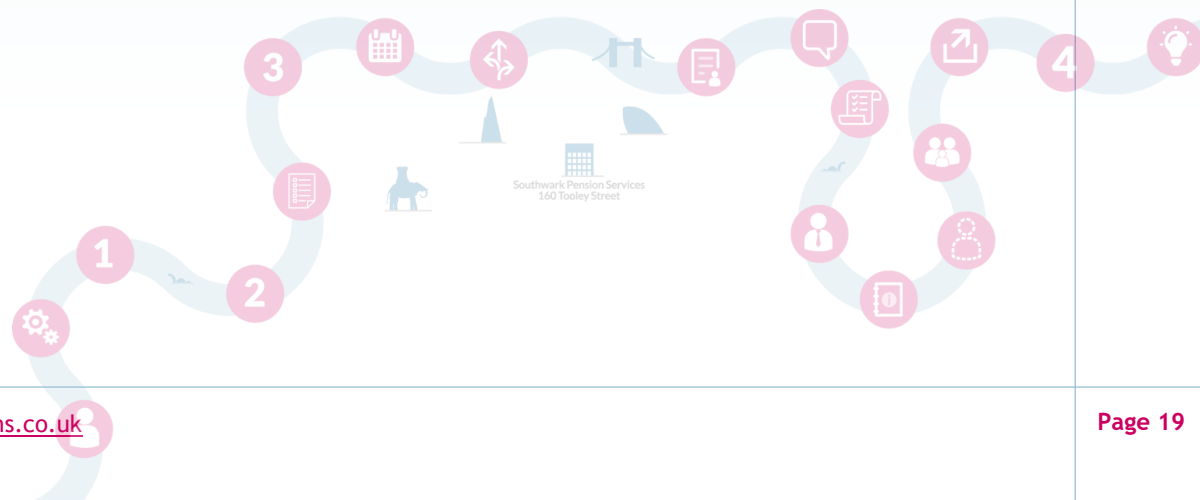 3
4
Southwark Pension Services
160 Tooley Street
1
2
ns.co.uk
Page 19